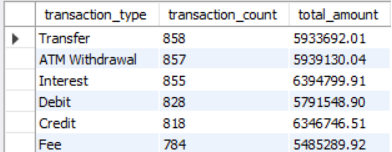 transaction_type transaction_count total_amount
Transfer 858 5933692.01
ATM Withdrawal 857 5939130.04
Interest 855 6394799.91
Debit 828 5791548.90
Credit 818 6346746.51
Fee 784 5485289.92